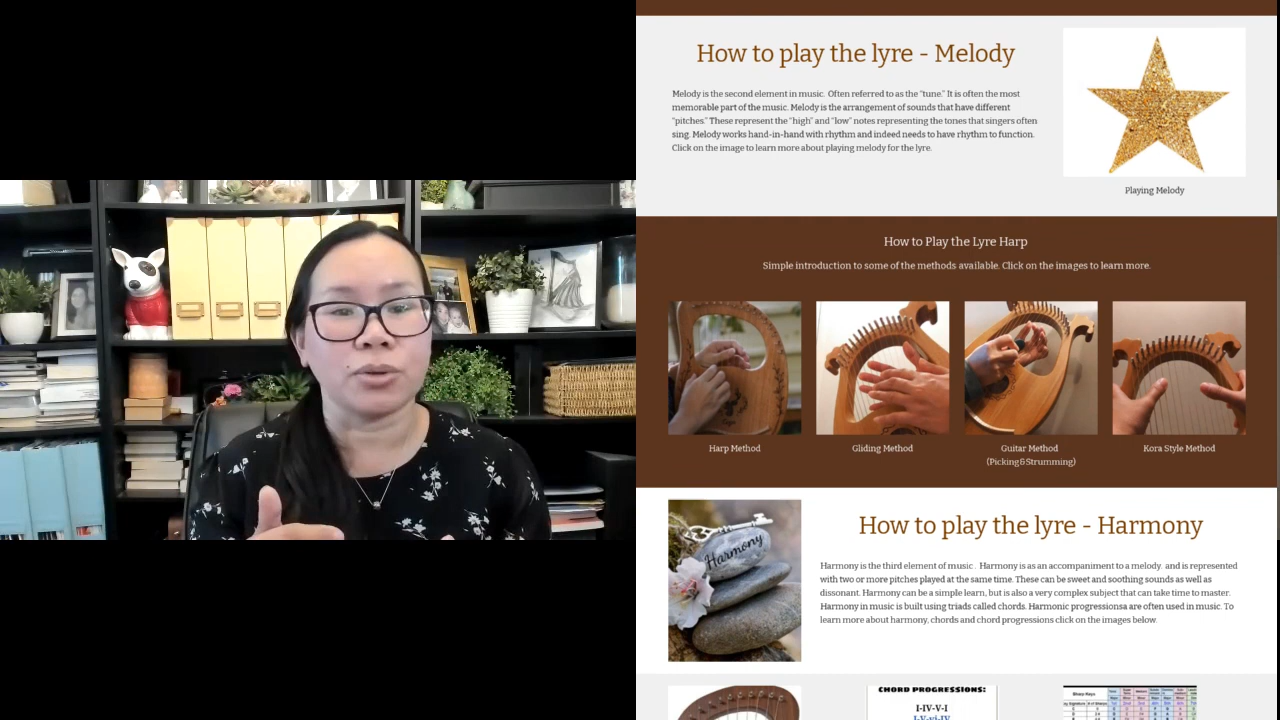 How to play the lyre - Melody
Melody is the second element in music. Often referred to as the "tune." It is often the most
memorable part of the music. Melody is the arrangement of sounds that have different
"pitches." These represent the "high" and "low" notes representing the tones that singers often
sing. Melody works hand-in-hand with rhythm and indeed needs to have rhythm to function.
Click on the image to learn more about playing melody for the lyre.
Playing Melody
How to Play the Lyre Harp
Simple introduction to some of the methods available. Click on the images to learn more.
Harp Method
Gliding Method
Guitar Method
(Picking&Strumming)
Kora Style Method
Harmony
How to play the lyre - Harmony
Harmony is the third element of music . Harmony is as an accompaniment to a melody. and is represented
with two or more pitches played at the same time. These can be sweet and soothing sounds as well as
dissonant. Harmony can be a simple learn, but is also a very complex subject that can take time to master.
Harmony in music is built using triads called chords. Harmonic progressionsa are often used in music. To
learn more about harmony, chords and chord progressions click on the images below.
CHORD PROGRESSIONS:
I-IV-V-I
I-V-vi-IV
Sharp Keys